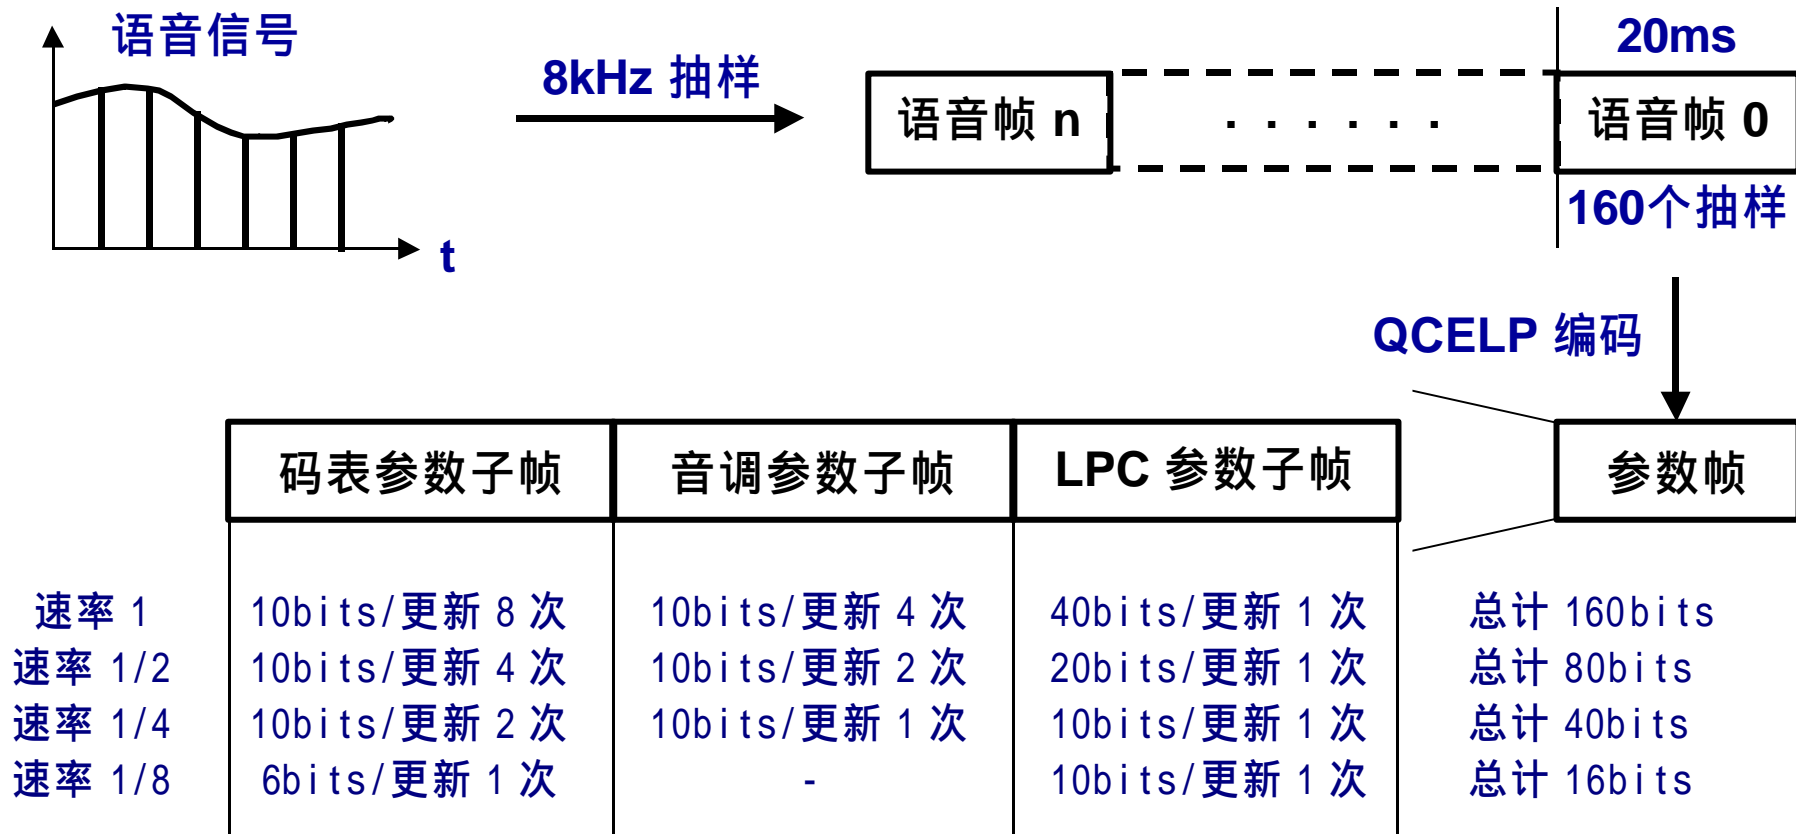 语音信号
t
8kHz 抽样
20ms
语音帧 n
. . . . . .
语音帧 0
160个抽样
QCELP 编码
码表参数子帧 音调参数子帧 LPC 参数子帧 参数帧
速率 1 10bits/更新 8 次 10bits/更新 4 次 40bits/更新 1 次 总计 160bits
速率 1/2 10bits/更新 4 次 10bits/更新 2 次 20bits/更新 1 次 总计 80bits
速率 1/4 10bits/更新 2 次 10bits/更新 1 次 10bits/更新 1 次 总计 40bits
速率 1/8 6bits/更新 1 次 - 10bits/更新 1 次 总计 16bits